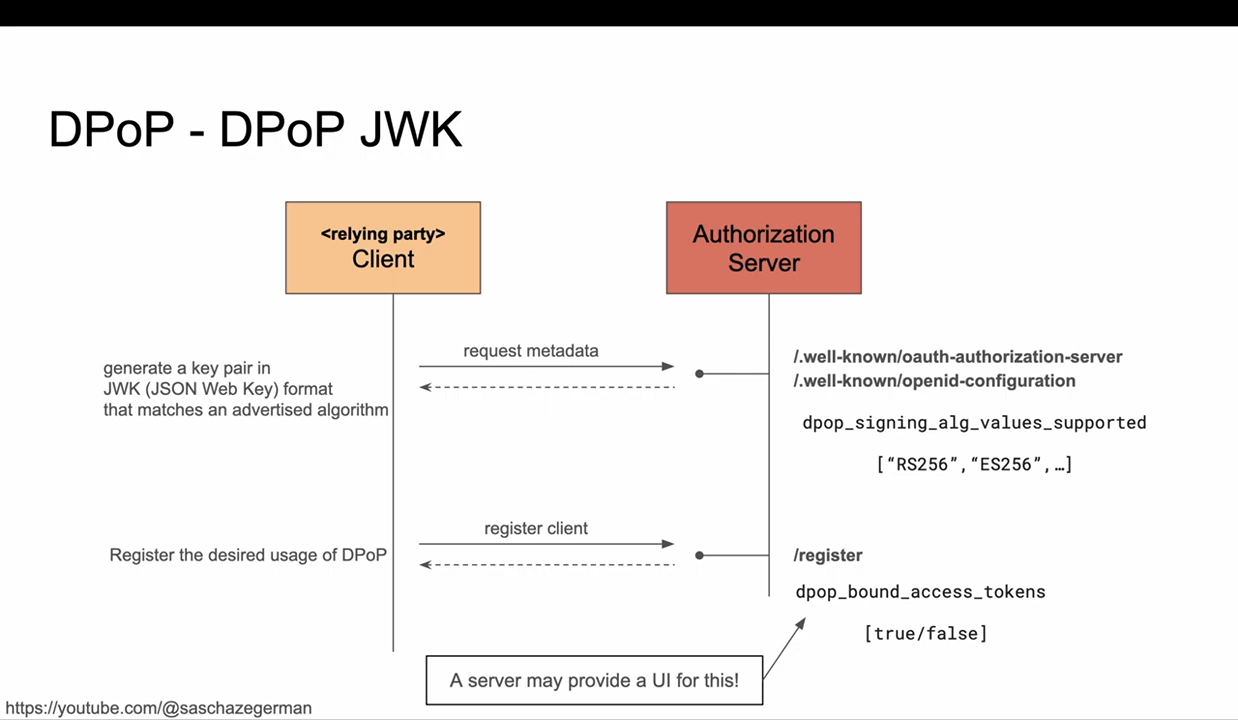 DPoP - DPoP JWK
<relying party>
Client
Authorization
Server
request metadata
generate a key pair in
JWK (JSON Web Key) format
that matches an advertised algorithm
/.well-known/oauth-authorization-server
/.well-known/openid-configuration
dpop_signing_alg_values_supported
[“RS256”,“ES256”,…]
register client
Register the desired usage of DPoP
/register
dpop_bound_access_tokens
[true/false]
A server may provide a UI for this!
https://youtube.com/@saschazegerman